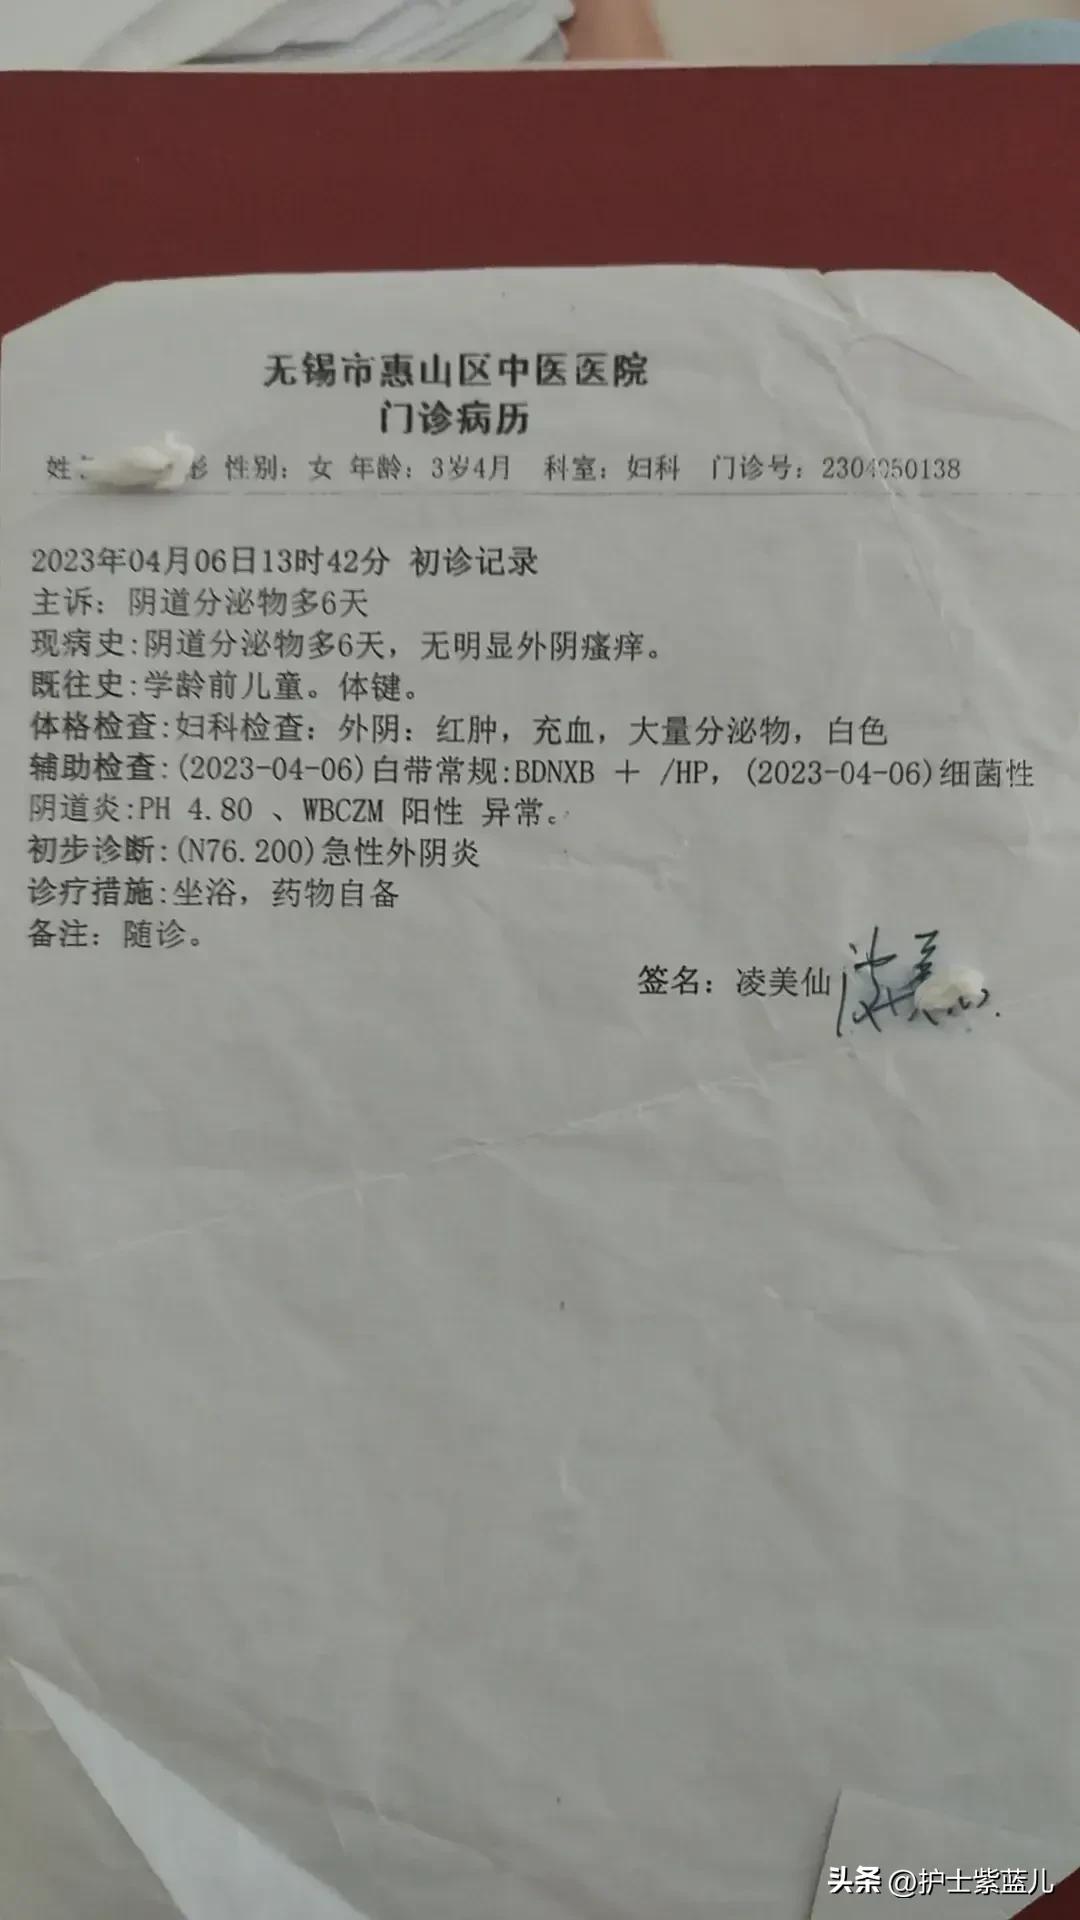 无锡市惠山区中医医院
门诊病历
姓 彤 性别：女 年龄：3岁4月 科室：妇科 门诊号：2304050138
2023年04月06日13时42分 初诊记录
主诉：阴道分泌物多6天
现病史:阴道分泌物多6天，无明显外阴瘙痒。
既往史:学龄前儿童。体键。
体格检查:妇科检查：外阴：红肿，充血，大量分泌物，白色
辅助检查:(2023-04-06)白带常规:BDNXB ＋ /HP，(2023-04-06)细菌性
阴道炎:PH 4.80 、WBCZM 阳性 异常。
初步诊断:(N76.200)急性外阴炎
诊疗措施:坐浴，药物自备
备注：随诊。
签名：凌美仙
头条 @护士紫蓝儿